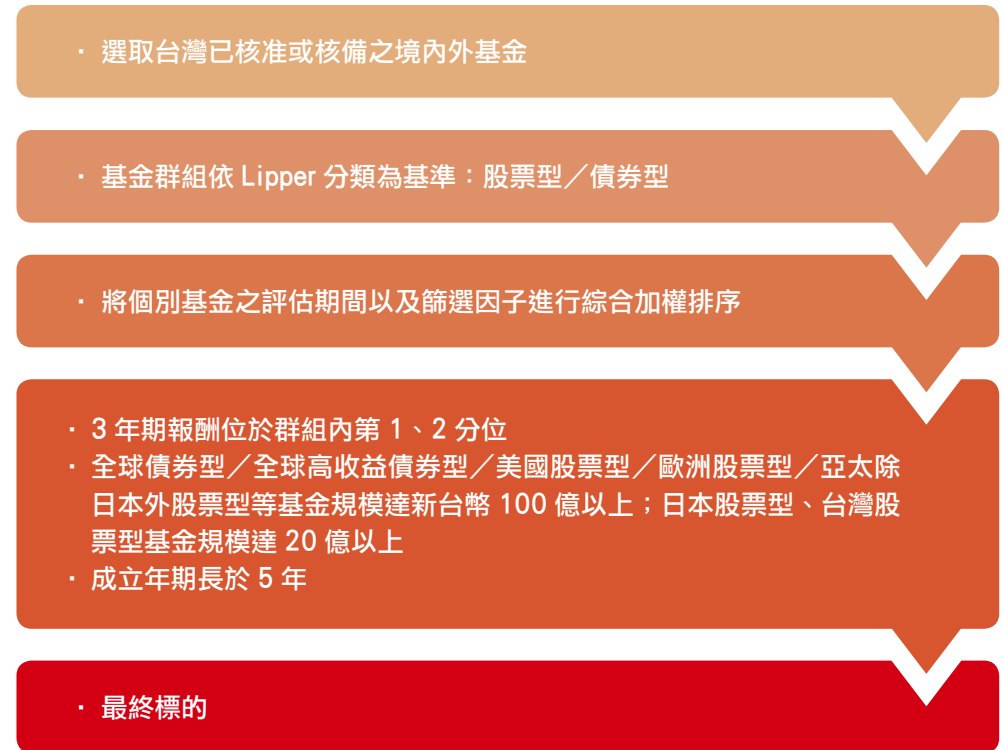 · 選取台灣已核准或核備之境內外基金
· 基金群組依 Lipper 分類為基準：股票型／債券型
· 將個別基金之評估期間以及篩選因子進行綜合加權排序
· 3 年期報酬位於群組內第 1、2 分位
· 全球債券型／全球高收益債券型／美國股票型／歐洲股票型／亞太除
日本外股票型等基金規模達新台幣 100 億以上；日本股票型、台灣股
票型基金規模達 20 億以上
· 成立年期長於 5 年
· 最終標的